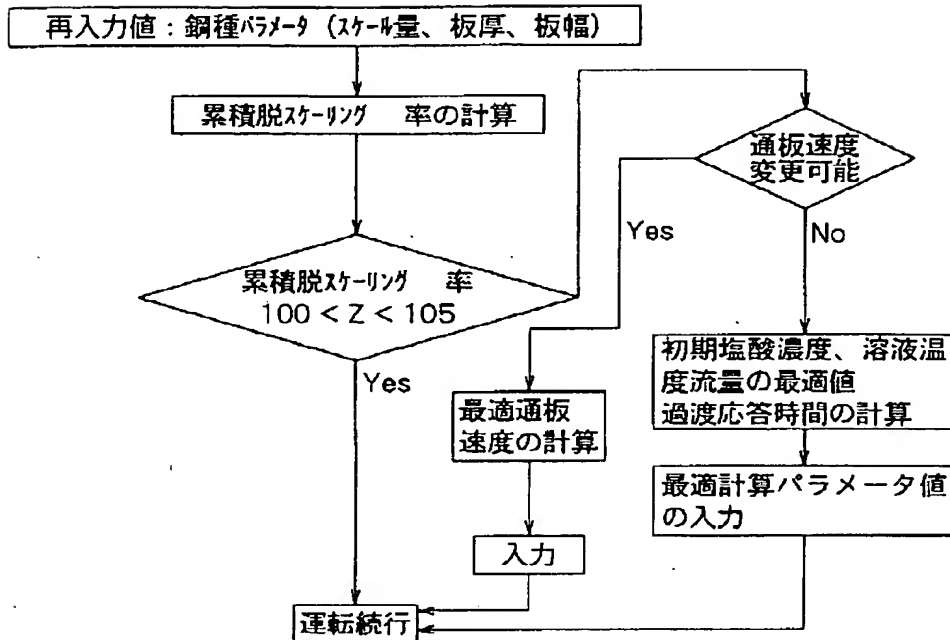 再入力値：鋼種パラメータ（スケール量、板厚、板幅）
累積脱スケーリング　率の計算
通板速度
変更可能
Yes
No
累積脱スケーリング　率
100 < Z < 105
Yes
初期塩酸濃度、溶液温
度流量の最適値
過渡応答時間の計算
最適通板
速度の計算
最適計算パラメータ値
の入力
入力
運転続行